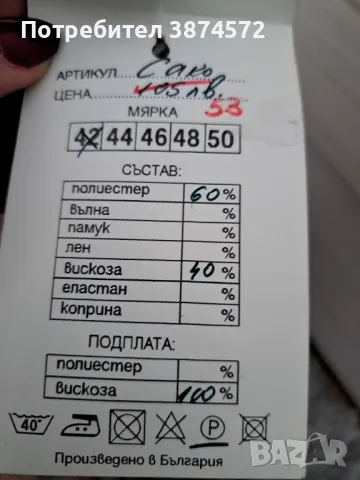 Потребител 3874572
АРТИКУЛ Сако
ЦЕНА 105 лв.
МЯРКА 53
42 44 46 48 50
СЪСТАВ:
полиестер 60 %
вълна %
памук %
лен %
вискоза 40 %
еластан %
коприна %
ПОДПЛАТА:
полиестер %
вискоза 100 %
40° P
Произведено в България
BAZAR